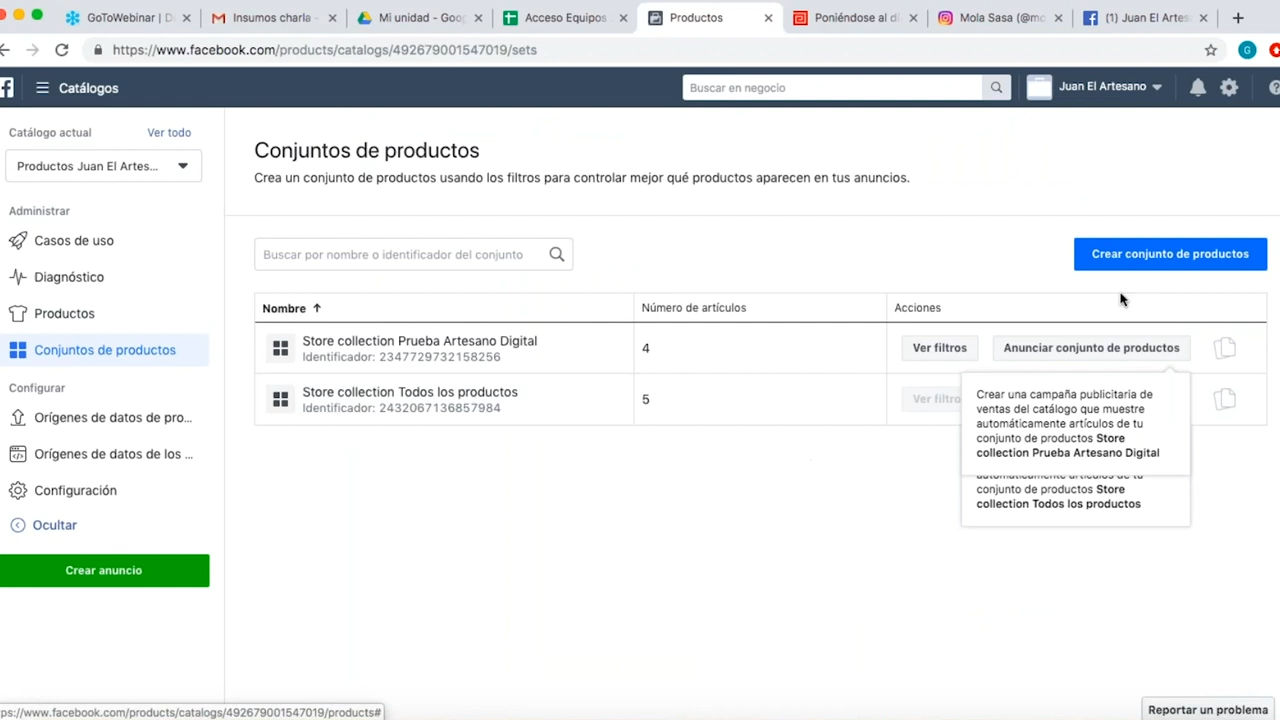 GoToWebinar | D
Insumos charla -
Mi unidad – Goo
Acceso Equipos
Productos
Poniéndose al dí
Mola Sasa (@mo
(1) Juan El Artes
https://www.facebook.com/products/catalogs/492679001547019/sets
G
Catálogos
Buscar en negocio
Juan El Artesano
Catálogo actual
Ver todo
Productos Juan El Artes...
Administrar
Casos de uso
Diagnóstico
Productos
Conjuntos de productos
Configurar
Orígenes de datos de pro...
Orígenes de datos de los ...
Configuración
Ocultar
Crear anuncio
Conjuntos de productos
Crea un conjunto de productos usando los filtros para controlar mejor qué productos aparecen en tus anuncios.
Buscar por nombre o identificador del conjunto
Crear conjunto de productos
Nombre ↑
Número de artículos
Acciones
Store collection Prueba Artesano Digital
Identificador: 2347729732158256
4
Ver filtros
Anunciar conjunto de productos
Store collection Todos los productos
Identificador: 2432067136857984
5
Ver filtro
Crear una campaña publicitaria de
ventas del catálogo que muestre
automáticamente artículos de tu
conjunto de productos Store
collection Prueba Artesano Digital
automáticamente artículos de tu
conjunto de productos Store
collection Todos los productos
ps://www.facebook.com/products/catalogs/492679001547019/products#
Reportar un problema